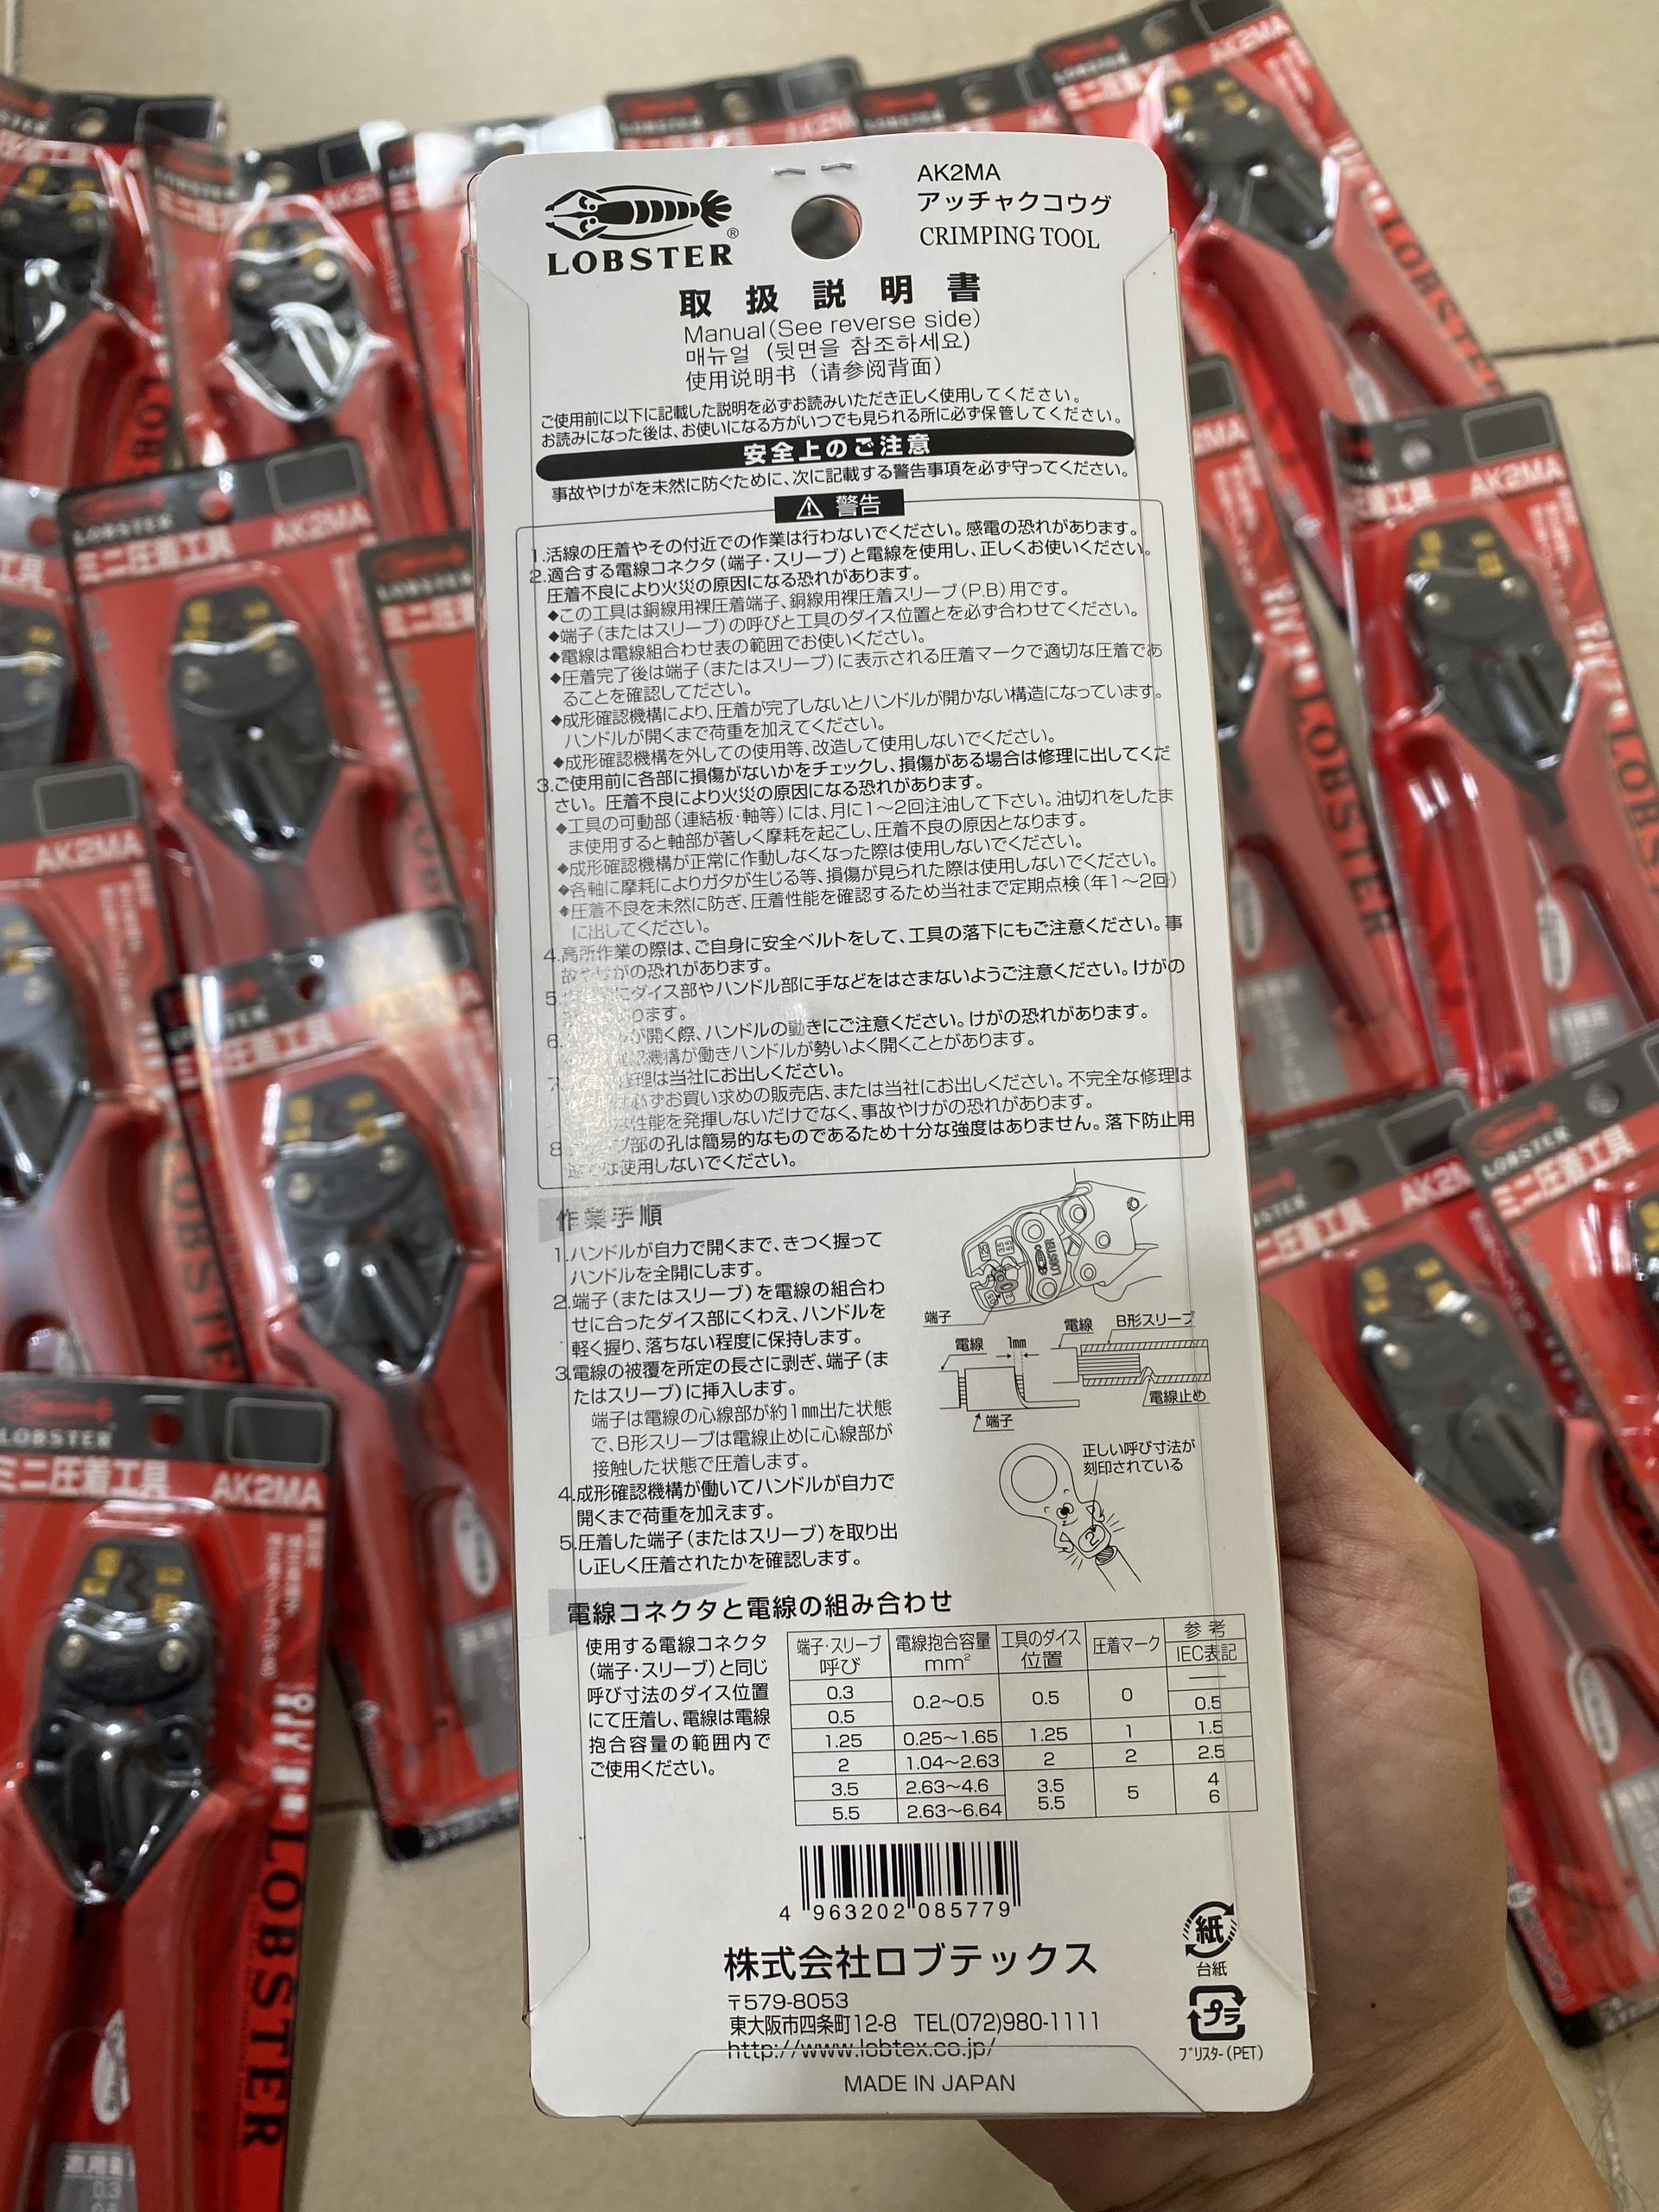 LOBSTER®
AK2MA
アッチャクコウグ
CRIMPING TOOL
取扱説明書
Manual(See reverse side)
매뉴얼 (뒷면을 참조하세요)
使用说明书（请参阅背面）
ご使用前に以下に記載した説明を必ずお読みいただき正しく使用してください。
お読みになった後は、お使いになる方がいつでも見られる所に必ず保管してください。
安全上のご注意
事故やけがを未然に防ぐために、次に記載する警告事項を必ず守ってください。
警告
1.活線の圧着やその付近での作業は行わないでください。感電の恐れがあります。
2.適合する電線コネクタ（端子・スリーブ）と電線を使用し、正しくお使いください。
圧着不良により火災の原因になる恐れがあります。
◆この工具は銅線用裸圧着端子、銅線用裸圧着スリーブ（P.B）用です。
◆端子（またはスリーブ）の呼びと工具のダイス位置とを必ず合わせてください。
◆電線は電線組合わせ表の範囲でお使いください。
◆圧着完了後は端子（またはスリーブ）に表示される圧着マークで適切な圧着であ
ることを確認してださい。
◆成形確認機構により、圧着が完了しないとハンドルが開かない構造になっています。
ハンドルが開くまで荷重を加えてください。
◆成形確認機構を外しての使用等、改造して使用しないでください。
3.ご使用前に各部に損傷がないかをチェックし、損傷がある場合は修理に出してくだ
さい。圧着不良により火災の原因になる恐れがあります。
◆工具の可動部（連結板・軸等）には、月に1〜2回注油して下さい。油切れをしたま
ま使用すると軸部が著しく摩耗を起こし、圧着不良の原因となります。
◆成形確認機構が正常に作動しなくなった際は使用しないでください。
◆各軸に摩耗によりガタが生じる等、損傷が見られた際は使用しないでください。
◆圧着不良を未然に防ぎ、圧着性能を確認するため当社まで定期点検（年1〜2回）
に出してください。
4.高所作業の際は、ご自身に安全ベルトをして、工具の落下にもご注意ください。事
故やけがの恐れがあります。
5. にダイス部やハンドル部に手などをはさまないようご注意ください。けがの
ります。
6. が開く際、ハンドルの動きにご注意ください。けがの恐れがあります。
機構が働きハンドルが勢いよく開くことがあります。
7. 修理は当社にお出しください。
必ずお買い求めの販売店、または当社にお出しください。不完全な修理は
性能を発揮しないだけでなく、事故やけがの恐れがあります。
8 部の孔は簡易的なものであるため十分な強度はありません。落下防止用
使用しないでください。
作業手順
1.ハンドルが自力で開くまで、きつく握って
ハンドルを全開にします。
2.端子（またはスリーブ）を電線の組合わ
せに合ったダイス部にくわえ、ハンドルを
軽く握り、落ちない程度に保持します。
3.電線の被覆を所定の長さに剥ぎ、端子（ま
たはスリーブ）に挿入します。
端子は電線の心線部が約1mm出た状態
で、B形スリーブは電線止めに心線部が
接触した状態で圧着します。
4.成形確認機構が働いてハンドルが自力で
開くまで荷重を加えます。
5.圧着した端子（またはスリーブ）を取り出
し正しく圧着されたかを確認します。
端子
電線 1mm 電線 B形スリーブ
電線止め
端子
正しい呼び寸法が
刻印されている
電線コネクタと電線の組み合わせ
使用する電線コネクタ
（端子・スリーブ）と同じ
呼び寸法のダイス位置
にて圧着し、電線は電線
抱合容量の範囲内で
ご使用ください。
端子・スリーブ呼び 電線抱合容量mm² 工具のダイス位置 圧着マーク 参考 IEC表記
0.3 0.2〜0.5 0.5 0 —
0.5 0.5
1.25 0.25〜1.65 1.25 1 1.5
2 1.04〜2.63 2 2 2.5
3.5 2.63〜4.6 3.5 5 4
5.5 2.63〜6.64 5.5 6
4 963202 085779
株式会社ロブテックス
〒579-8053
東大阪市四条町12-8 TEL(072)980-1111
http://www.lobtex.co.jp/
MADE IN JAPAN
紙
台紙
プラ
ブリスター(PET)
LOBSTER
ミニ圧着工具
AK2MA
LOBSTER
ミニ圧着工具
AK2MA
LOBSTER